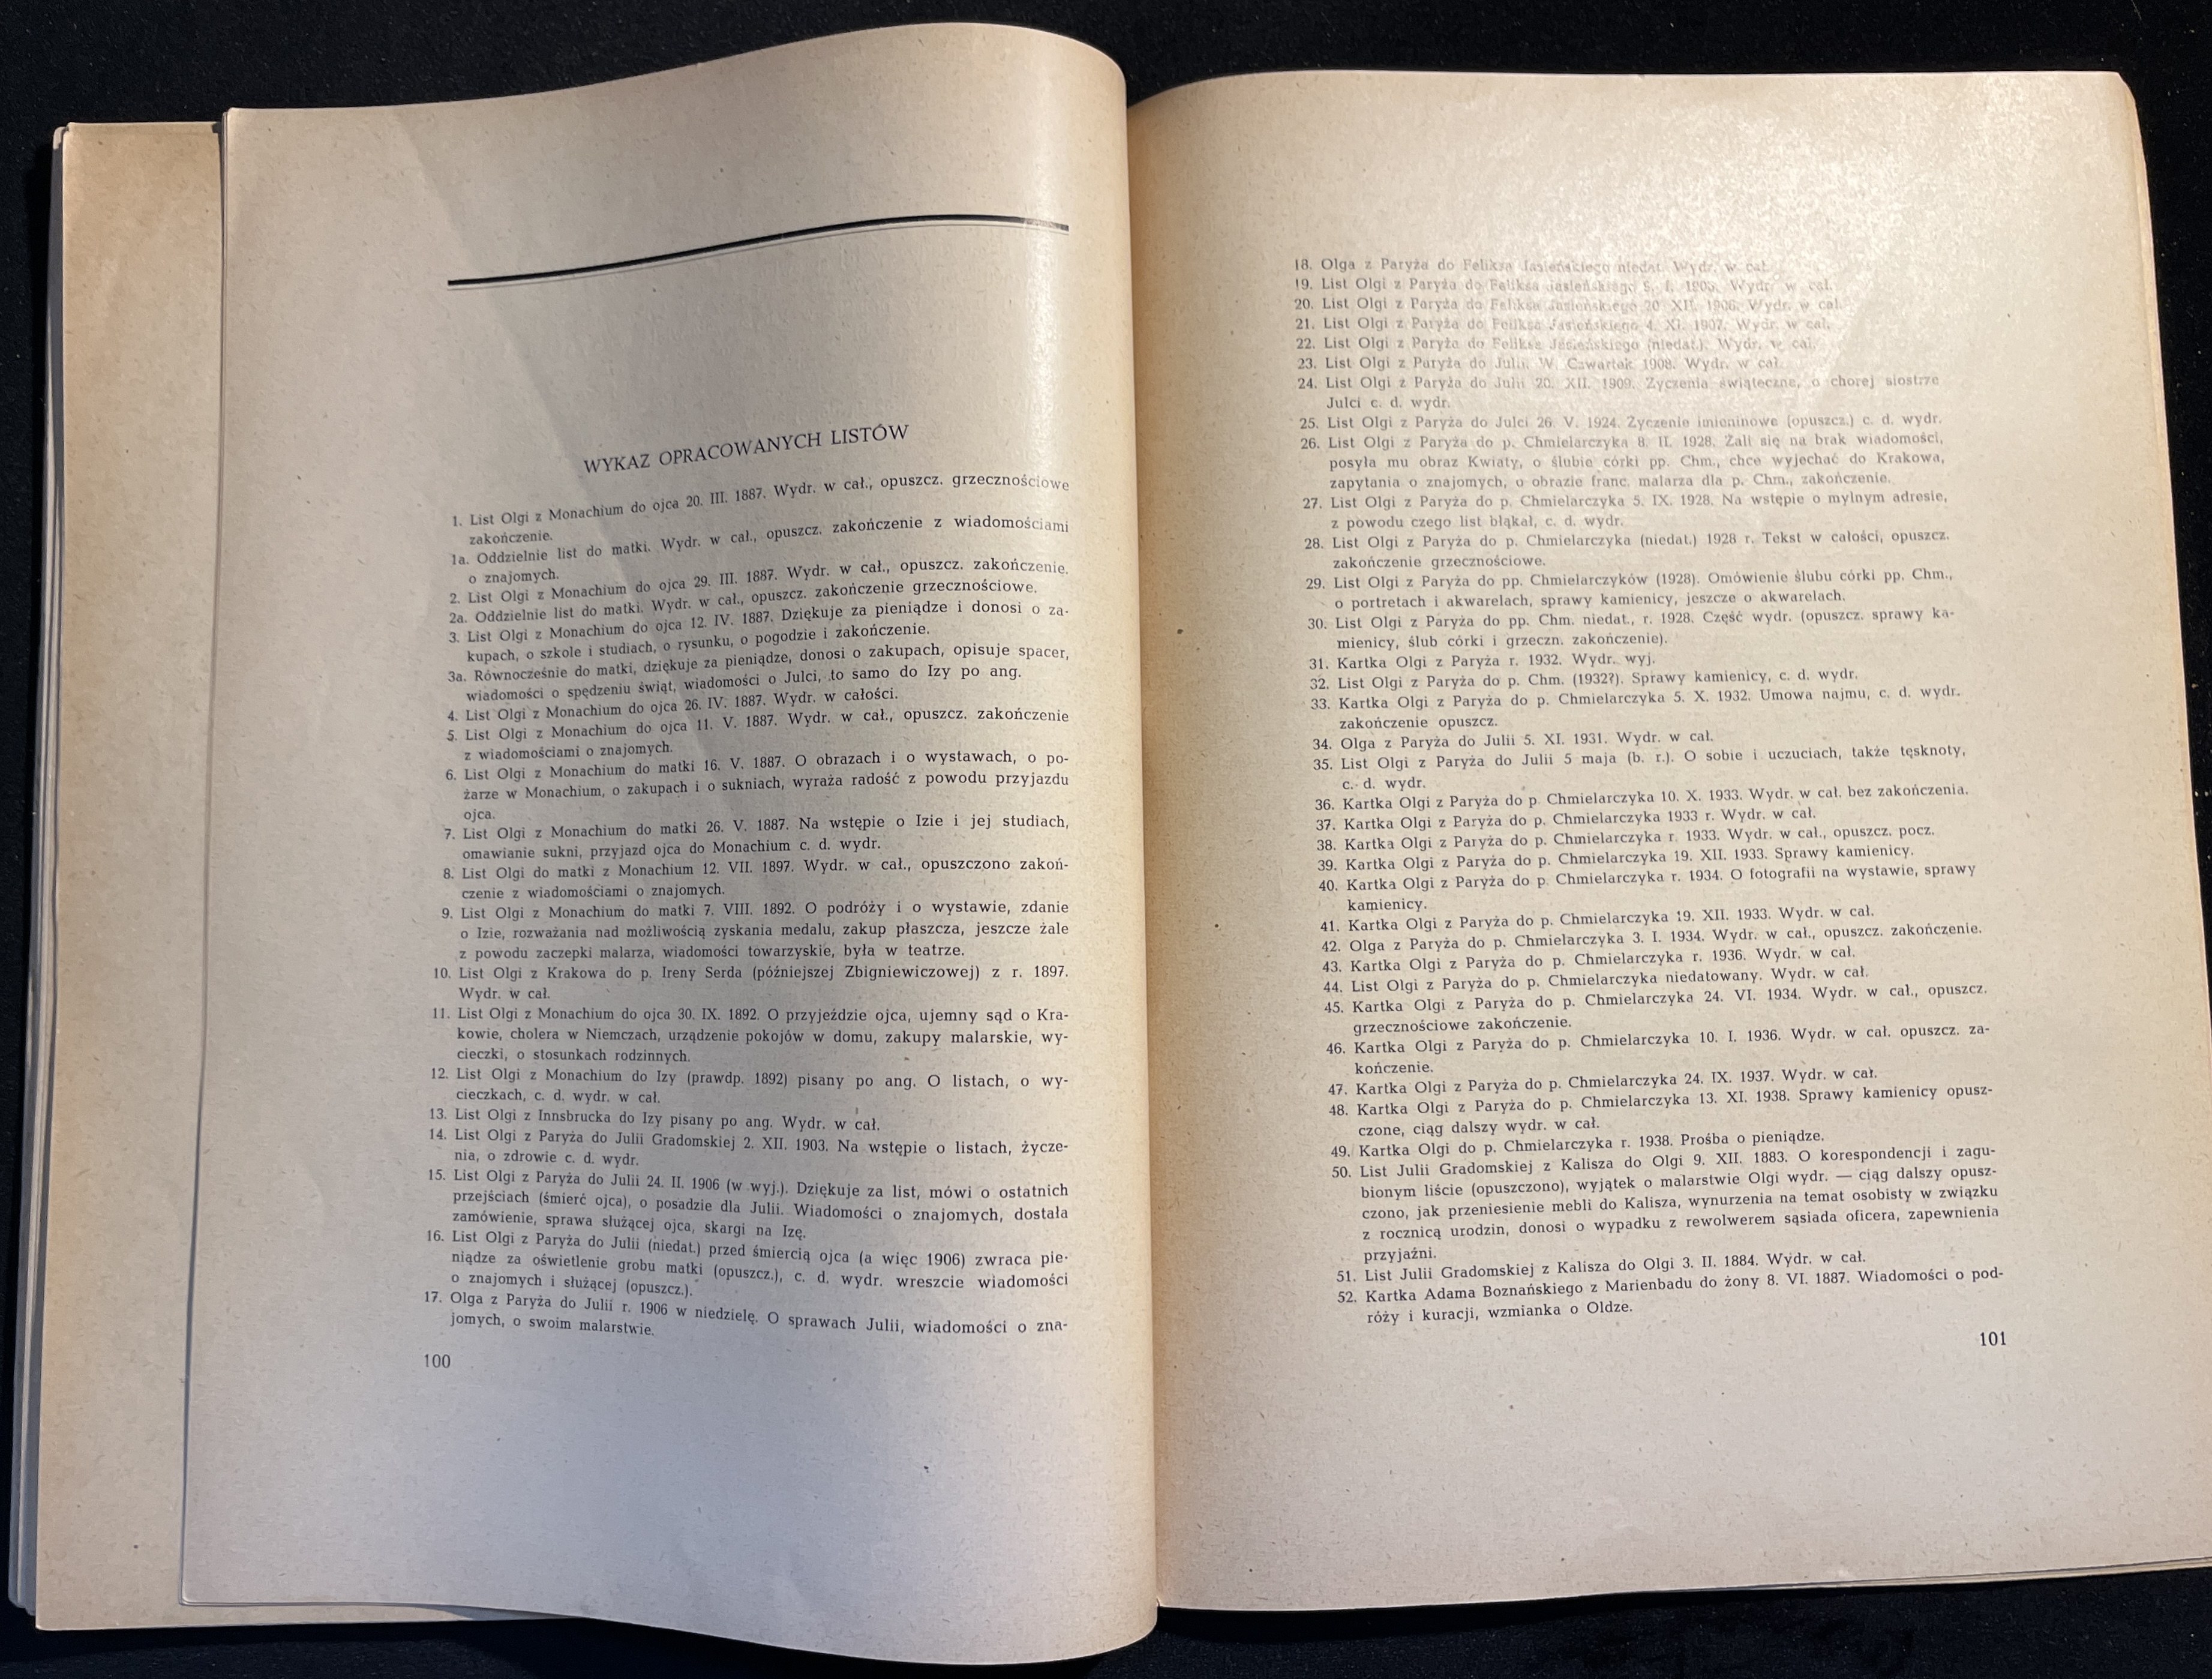 WYKAZ OPRACOWANYCH LISTÓW
1. List Olgi z Monachium do ojca 20. III. 1887. Wydr. w cał., opuszcz. grzecznościowe
zakończenie.
1a. Oddzielnie list do matki. Wydr. w cał., opuszcz. zakończenie z wiadomościami
o znajomych.
2. List Olgi z Monachium do ojca 29. III. 1887. Wydr. w cał., opuszcz. zakończenie.
2a. Oddzielnie list do matki. Wydr. w cał., opuszcz. zakończenie grzecznościowe.
3. List Olgi z Monachium do ojca 12. IV. 1887. Dziękuje za pieniądze i donosi o za-
kupach, o szkole i studiach, o rysunku, o pogodzie i zakończenie.
3a. Równocześnie do matki, dziękuje za pieniądze, donosi o zakupach, opisuje spacer,
wiadomości o spędzeniu świąt, wiadomości o Julci, to samo do Izy po ang.
4. List Olgi z Monachium do ojca 26. IV. 1887. Wydr. w całości.
5. List Olgi z Monachium do ojca 11. V. 1887. Wydr. w cał., opuszcz. zakończenie
z wiadomościami o znajomych.
6. List Olgi z Monachium do matki 16. V. 1887. O obrazach i o wystawach, o po-
żarze w Monachium, o zakupach i o sukniach, wyraża radość z powodu przyjazdu
ojca.
7. List Olgi z Monachium do matki 26. V. 1887. Na wstępie o Izie i jej studiach,
omawianie sukni, przyjazd ojca do Monachium c. d. wydr.
8. List Olgi do matki z Monachium 12. VII. 1897. Wydr. w cał., opuszczono zakoń-
czenie z wiadomościami o znajomych.
9. List Olgi z Monachium do matki 7. VIII. 1892. O podróży i o wystawie, zdanie
o Izie, rozważania nad możliwością zyskania medalu, zakup płaszcza, jeszcze żale
z powodu zaczepki malarza, wiadomości towarzyskie, była w teatrze.
10. List Olgi z Krakowa do p. Ireny Serda (późniejszej Zbigniewiczowej) z r. 1897.
Wydr. w cał.
11. List Olgi z Monachium do ojca 30. IX. 1892. O przyjeździe ojca, ujemny sąd o Kra-
kowie, cholera w Niemczach, urządzenie pokojów w domu, zakupy malarskie, wy-
cieczki, o stosunkach rodzinnych.
12. List Olgi z Monachium do Izy (prawdp. 1892) pisany po ang. O listach, o wy-
cieczkach, c. d. wydr. w cał.
13. List Olgi z Innsbrucka do Izy pisany po ang. Wydr. w cał.
14. List Olgi z Paryża do Julii Gradomskiej 2. XII. 1903. Na wstępie o listach, życze-
nia, o zdrowie c. d. wydr.
15. List Olgi z Paryża do Julii 24. II. 1906 (w wyj.). Dziękuje za list, mówi o ostatnich
przejściach (śmierć ojca), o posadzie dla Julii. Wiadomości o znajomych, dostała
zamówienie, sprawa służącej ojca, skargi na Izę.
16. List Olgi z Paryża do Julii (niedat.) przed śmiercią ojca (a więc 1906) zwraca pie-
niądze za oświetlenie grobu matki (opuszcz.), c. d. wydr. wreszcie wiadomości
o znajomych i służącej (opuszcz.).
17. Olga z Paryża do Julii r. 1906 w niedzielę. O sprawach Julii, wiadomości o zna-
jomych, o swoim malarstwie.
100
18. Olga z Paryża do Feliksa Jasieńskiego niedat. Wydr. w cał.
19. List Olgi z Paryża do Feliksa Jasieńskiego Wydr. w cał.
20. List Olgi z Paryża do Feliksa Jasieńskiego 20. XII. 1906. Wydr. w cał.
21. List Olgi z Paryża do Feliksa Jasieńskiego 4. XI. 1907. Wydr. w cał.
22. List Olgi z Paryża do Feliksa Jasieńskiego (niedat.). Wydr. w cał.
23. List Olgi z Paryża do Julii. W. Czwartek 1908. Wydr. w cał.
24. List Olgi z Paryża do Julii 20. XII. 1909. Życzenia świąteczne, o chorej siostrze
Julci c. d. wydr.
25. List Olgi z Paryża do Julci 26. V. 1924. Życzenie imieninowe (opuszcz.) c. d. wydr.
26. List Olgi z Paryża do p. Chmielarczyka 8. II. 1928. Żali się na brak wiadomości,
posyła mu obraz Kwiaty, o ślubie córki pp. Chm., chce wyjechać do Krakowa,
zapytania o znajomych, o obrazie franc. malarza dla p. Chm., zakończenie.
27. List Olgi z Paryża do p. Chmielarczyka 5. IX. 1928. Na wstępie o mylnym adresie,
z powodu czego list błąkał, c. d. wydr.
28. List Olgi z Paryża do p. Chmielarczyka (niedat.) 1928 r. Tekst w całości, opuszcz.
zakończenie grzecznościowe.
29. List Olgi z Paryża do pp. Chmielarczyków (1928). Omówienie ślubu córki pp. Chm.,
o portretach i akwarelach, sprawy kamienicy, jeszcze o akwarelach.
30. List Olgi z Paryża do pp. Chm. niedat., r. 1928. Część wydr. (opuszcz. sprawy ka-
mienicy, ślub córki i grzeczn. zakończenie).
31. Kartka Olgi z Paryża r. 1932. Wydr. wyj.
32. List Olgi z Paryża do p. Chm. (1932?). Sprawy kamienicy, c. d. wydr.
33. Kartka Olgi z Paryża do p. Chmielarczyka 5. X. 1932. Umowa najmu, c. d. wydr.
zakończenie opuszcz.
34. Olga z Paryża do Julii 5. XI. 1931. Wydr. w cał.
35. List Olgi z Paryża do Julii 5 maja (b. r.). O sobie i uczuciach, także tęsknoty,
c. d. wydr.
36. Kartka Olgi z Paryża do p. Chmielarczyka 10. X. 1933. Wydr. w cał. bez zakończenia.
37. Kartka Olgi z Paryża do p. Chmielarczyka 1933 r. Wydr. w cał.
38. Kartka Olgi z Paryża do p. Chmielarczyka r. 1933. Wydr. w cał., opuszcz. pocz.
39. Kartka Olgi z Paryża do p. Chmielarczyka 19. XII. 1933. Sprawy kamienicy.
40. Kartka Olgi z Paryża do p. Chmielarczyka r. 1934. O fotografii na wystawie, sprawy
kamienicy.
41. Kartka Olgi z Paryża do p. Chmielarczyka 19. XII. 1933. Wydr. w cał.
42. Olga z Paryża do p. Chmielarczyka 3. I. 1934. Wydr. w cał., opuszcz. zakończenie.
43. Kartka Olgi z Paryża do p. Chmielarczyka r. 1936. Wydr. w cał.
44. List Olgi z Paryża do p. Chmielarczyka niedatowany. Wydr. w cał.
45. Kartka Olgi z Paryża do p. Chmielarczyka 24. VI. 1934. Wydr. w cał., opuszcz.
grzecznościowe zakończenie.
46. Kartka Olgi z Paryża do p. Chmielarczyka 10. I. 1936. Wydr. w cał. opuszcz. za-
kończenie.
47. Kartka Olgi z Paryża do p. Chmielarczyka 24. IX. 1937. Wydr. w cał.
48. Kartka Olgi z Paryża do p. Chmielarczyka 13. XI. 1938. Sprawy kamienicy opusz-
czone, ciąg dalszy wydr. w cał.
49. Kartka Olgi do p. Chmielarczyka r. 1938. Prośba o pieniądze.
50. List Julii Gradomskiej z Kalisza do Olgi 9. XII. 1883. O korespondencji i zagu-
bionym liście (opuszczono), wyjątek o malarstwie Olgi wydr. — ciąg dalszy opusz-
czono, jak przeniesienie mebli do Kalisza, wynurzenia na temat osobisty w związku
z rocznicą urodzin, donosi o wypadku z rewolwerem sąsiada oficera, zapewnienia
przyjaźni.
51. List Julii Gradomskiej z Kalisza do Olgi 3. II. 1884. Wydr. w cał.
52. Kartka Adama Boznańskiego z Marienbadu do żony 8. VI. 1887. Wiadomości o pod-
róży i kuracji, wzmianka o Oldze.
101